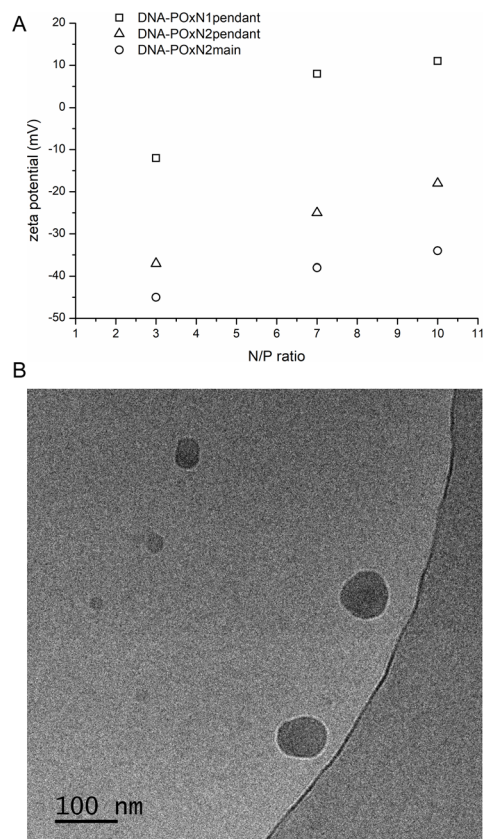 A
DNA-POxN1pendant
DNA-POxN2pendant
DNA-POxN2main
20
10
0
-10
-20
-30
-40
-50
zeta potential (mV)
1 2 3 4 5 6 7 8 9 10 11
N/P ratio
B
100 nm